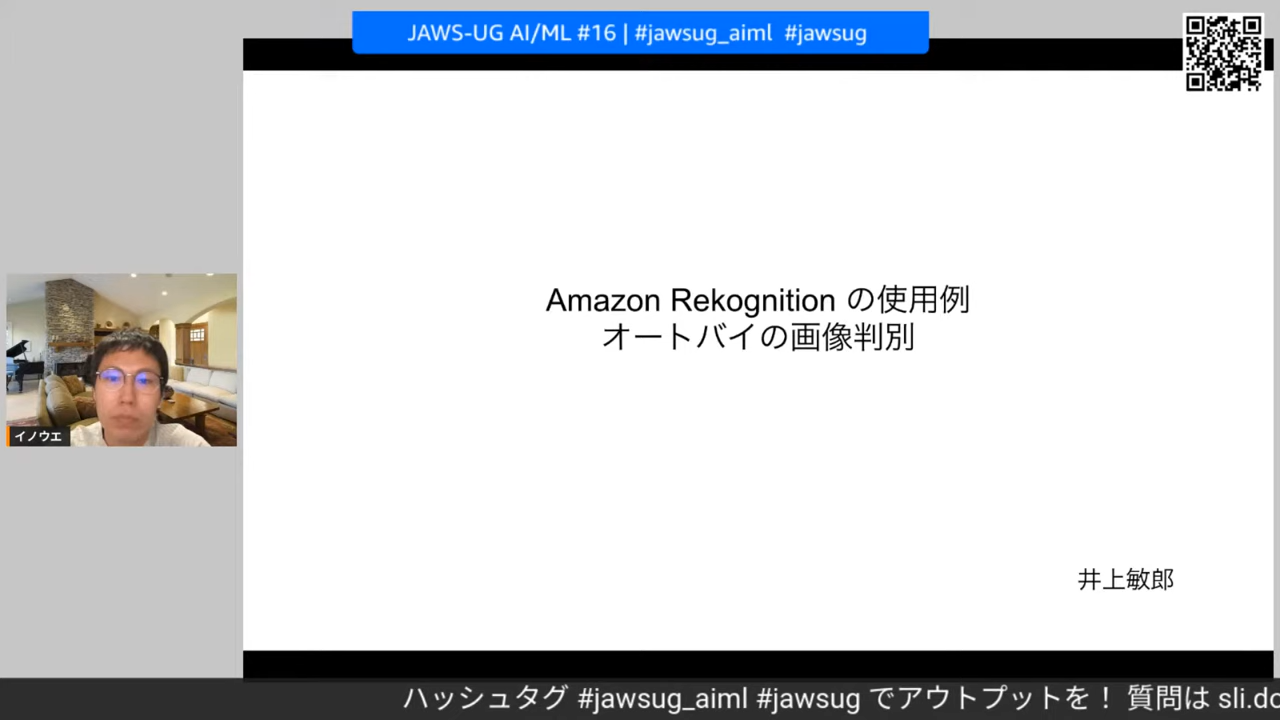 JAWS-UG AI/ML #16 | #jawsug_aiml #jawsug
Amazon Rekognition の使用例
オートバイの画像判別
イノウエ
井上敏郎
ハッシュタグ #jawsug_aiml #jawsug でアウトプットを！ 質問は sli.do